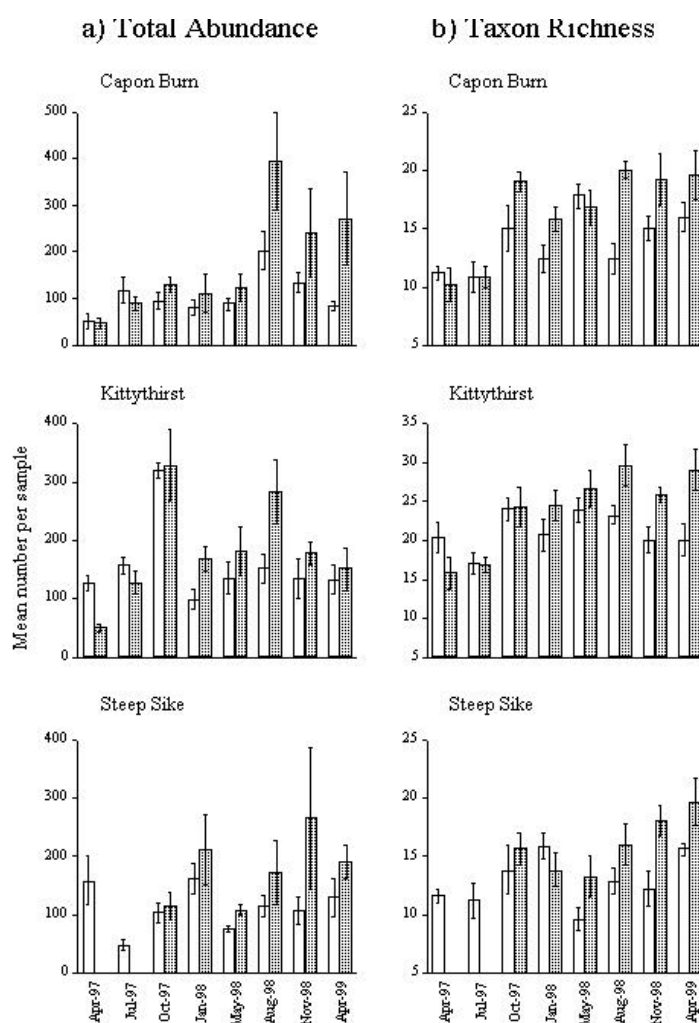 a) Total Abundance
b) Taxon Richness
Capon Burn
Capon Burn
500
400
300
200
100
0
25
20
15
10
5
Kittythirst
Kittythirst
400
300
200
100
0
35
30
25
20
15
10
5
Mean number per sample
Steep Sike
Steep Sike
400
300
200
100
0
25
20
15
10
5
Apr-97
Jul-97
Oct-97
Jan-98
May-98
Aug-98
Nov-98
Apr-99
Apr-97
Jul-97
Oct-97
Jan-98
May-98
Aug-98
Nov-98
Apr-99